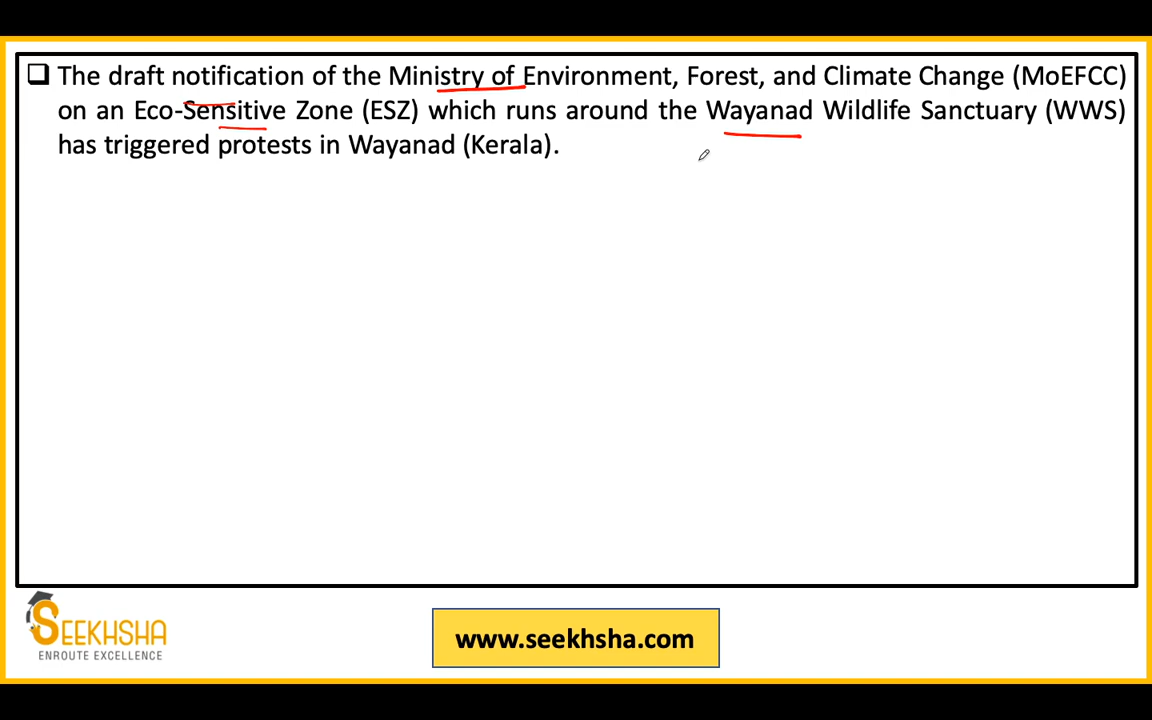 ❑ The draft notification of the Ministry of Environment, Forest, and Climate Change (MoEFCC)
on an Eco-Sensitive Zone (ESZ) which runs around the Wayanad Wildlife Sanctuary (WWS)
has triggered protests in Wayanad (Kerala).
SEEKHSHA
ENROUTE EXCELLENCE
www.seekhsha.com